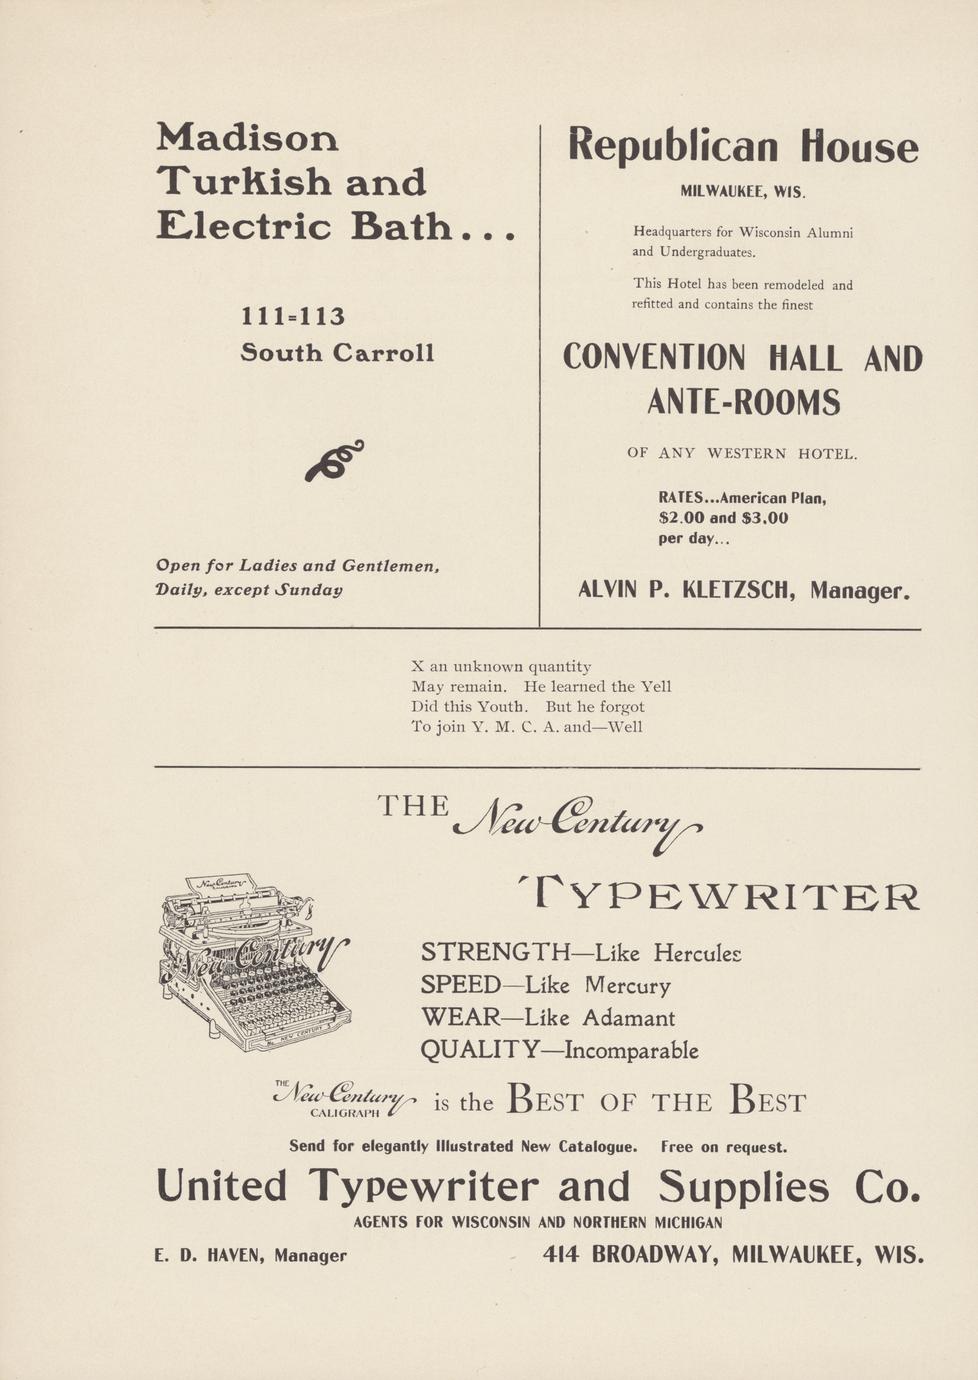 Madison
Turkish and
Electric Bath...
111=113
South Carroll
Open for Ladies and Gentlemen,
Daily, except Sunday
Republican House
MILWAUKEE, WIS.
Headquarters for Wisconsin Alumni
and Undergraduates.
This Hotel has been remodeled and
refitted and contains the finest
CONVENTION HALL AND
ANTE-ROOMS
OF ANY WESTERN HOTEL.
RATES...American Plan,
$2.00 and $3.00
per day...
ALVIN P. KLETZSCH, Manager.
X an unknown quantity
May remain. He learned the Yell
Did this Youth. But he forgot
To join Y. M. C. A. and—Well
THE New Century
TYPEWRITER
New Century
New Century
NEW CENTURY
STRENGTH—Like Hercules
SPEED—Like Mercury
WEAR—Like Adamant
QUALITY—Incomparable
THE New Century CALIGRAPH is the BEST OF THE BEST
Send for elegantly Illustrated New Catalogue. Free on request.
United Typewriter and Supplies Co.
AGENTS FOR WISCONSIN AND NORTHERN MICHIGAN
E. D. HAVEN, Manager 414 BROADWAY, MILWAUKEE, WIS.